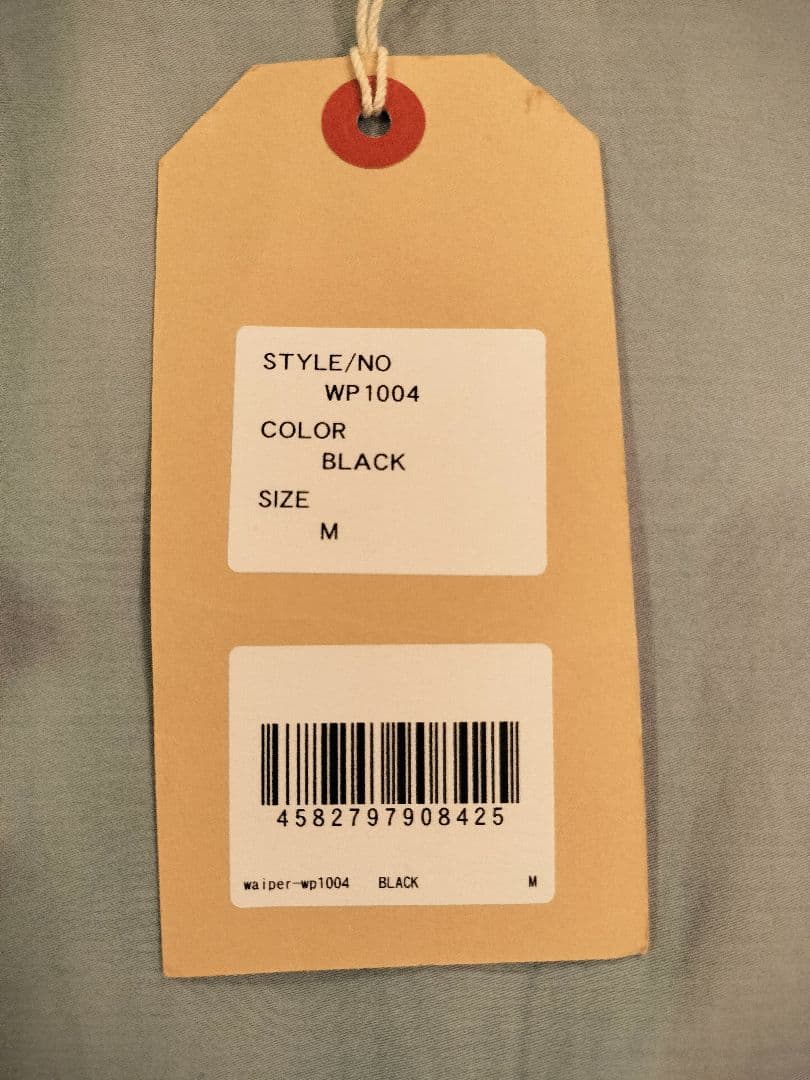 STYLE/NO
WP1004
COLOR
BLACK
SIZE
M
4582797908425
waiper-wp1004 BLACK M